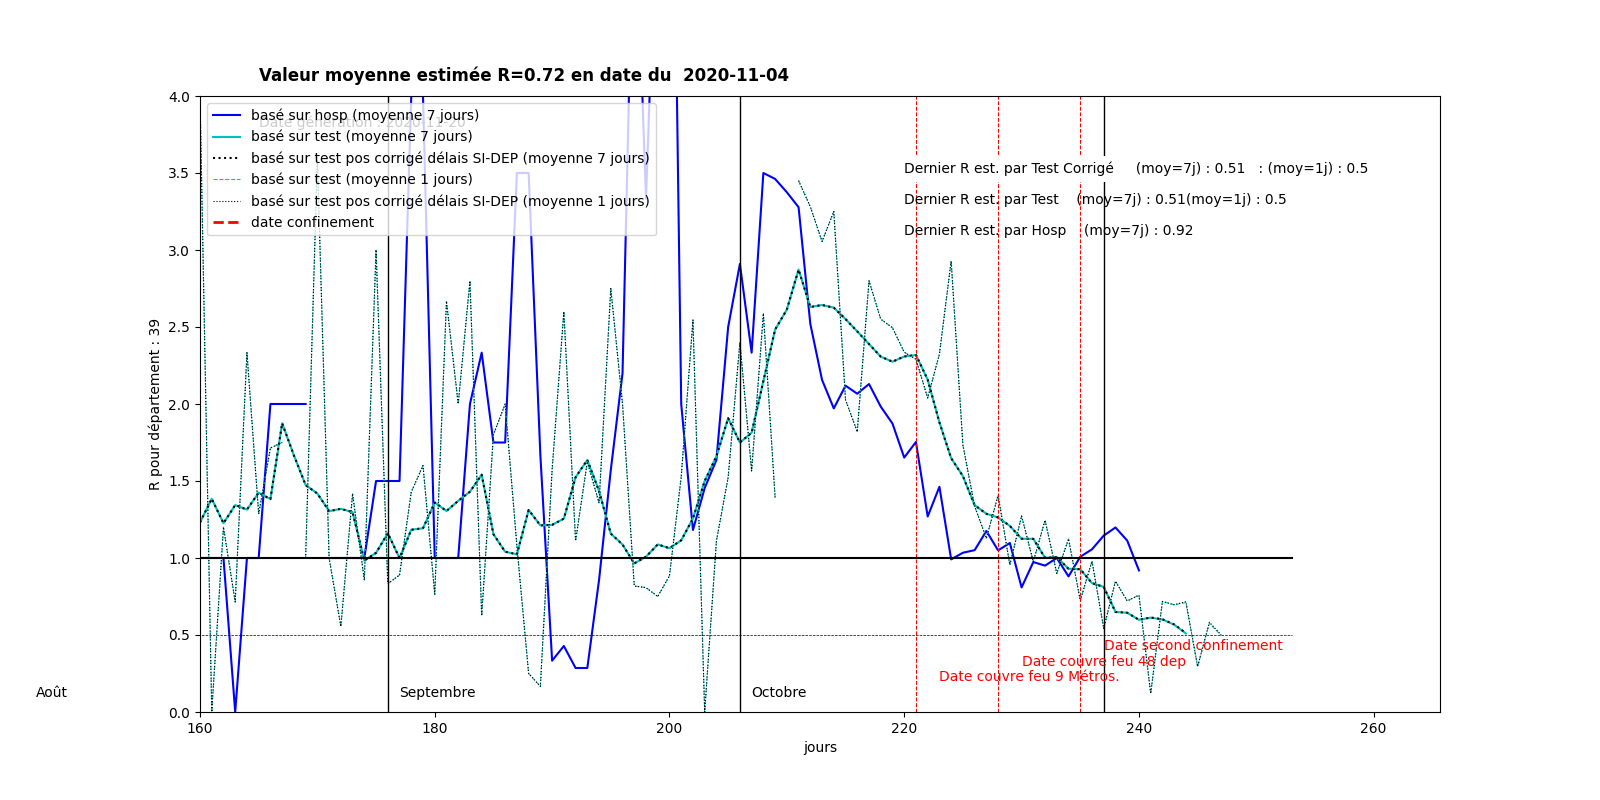 Valeur moyenne estimée R=0.72 en date du  2020-11-04
4.0
Date génération : 2020-11-20
basé sur hosp (moyenne 7 jours)
basé sur test (moyenne 7 jours)
basé sur test pos corrigé délais SI-DEP (moyenne 7 jours)
basé sur test (moyenne 1 jours)
basé sur test pos corrigé délais SI-DEP (moyenne 1 jours)
date confinement
Dernier R est. par Test Corrigé     (moy=7j) : 0.51   : (moy=1j) : 0.5
Dernier R est. par Test    (moy=7j) : 0.51(moy=1j) : 0.5
Dernier R est. par Hosp    (moy=7j) : 0.92
3.5
3.0
2.5
2.0
1.5
1.0
0.5
0.0
R pour département : 39
Date second confinement
Date couvre feu 48 dep
Date couvre feu 9 Métros.
Août
Septembre
Octobre
160
180
200
220
240
260
jours